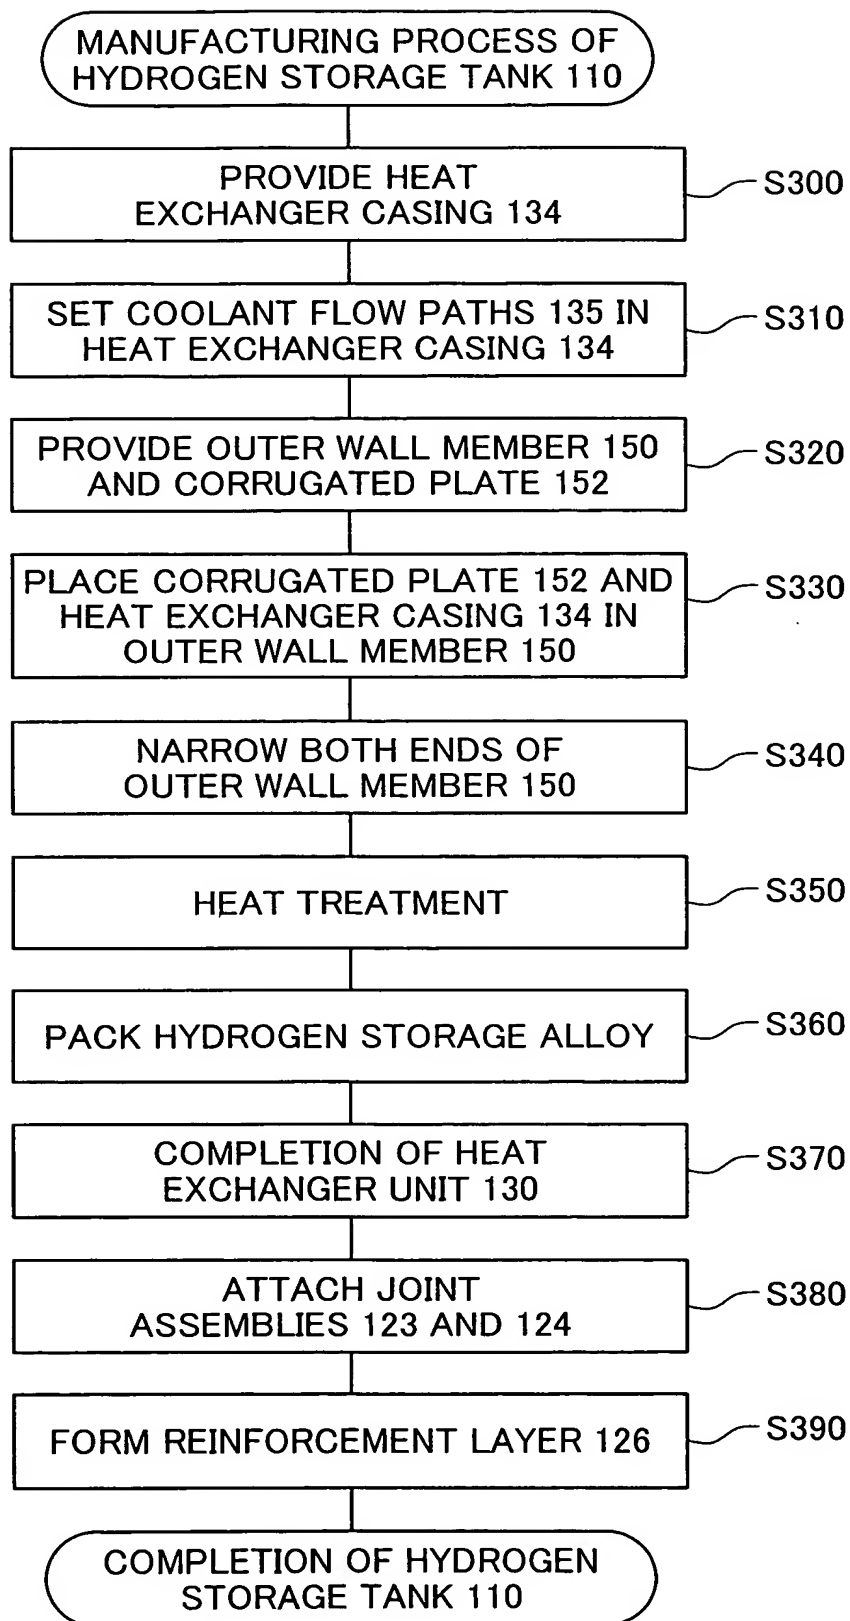 MANUFACTURING PROCESS OF
HYDROGEN STORAGE TANK 110
PROVIDE HEAT
EXCHANGER CASING 134
S300
SET COOLANT FLOW PATHS 135 IN
HEAT EXCHANGER CASING 134
S310
PROVIDE OUTER WALL MEMBER 150
AND CORRUGATED PLATE 152
S320
PLACE CORRUGATED PLATE 152 AND
HEAT EXCHANGER CASING 134 IN
OUTER WALL MEMBER 150
S330
NARROW BOTH ENDS OF
OUTER WALL MEMBER 150
S340
HEAT TREATMENT
S350
PACK HYDROGEN STORAGE ALLOY
S360
COMPLETION OF HEAT
EXCHANGER UNIT 130
S370
ATTACH JOINT
ASSEMBLIES 123 AND 124
S380
FORM REINFORCEMENT LAYER 126
S390
COMPLETION OF HYDROGEN
STORAGE TANK 110